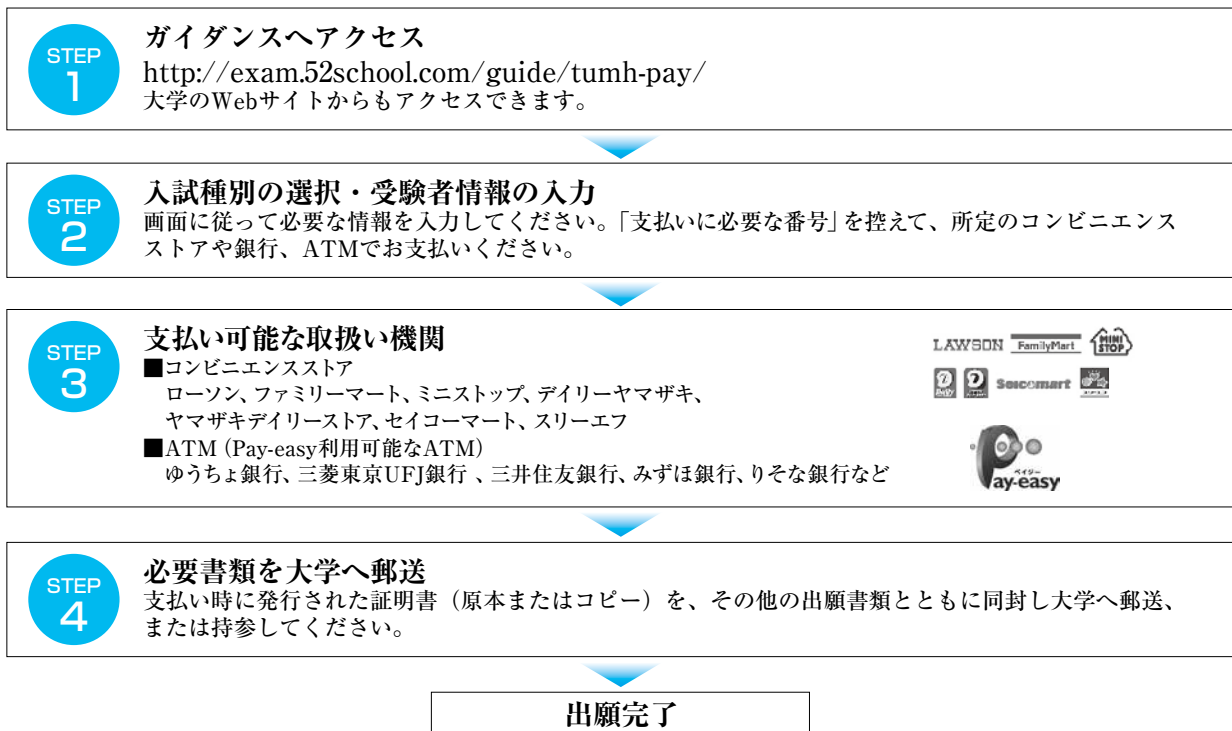 STEP
1
ガイダンスへアクセス
http://exam.52school.com/guide/tumh-pay/
大学のWebサイトからもアクセスできます。
STEP
2
入試種別の選択・受験者情報の入力
画面に従って必要な情報を入力してください。「支払いに必要な番号」を控えて、所定のコンビニエンス
ストアや銀行、ATMでお支払いください。
STEP
3
支払い可能な取扱い機関
■コンビニエンスストア
ローソン、ファミリーマート、ミニストップ、デイリーヤマザキ、
ヤマザキデイリーストア、セイコーマート、スリーエフ
■ATM（Pay-easy利用可能なATM）
ゆうちょ銀行、三菱東京UFJ銀行 、三井住友銀行、みずほ銀行、りそな銀行など
LAWSON FamilyMart MINI STOP
Seicomart
ペイジー
Pay-easy
STEP
4
必要書類を大学へ郵送
支払い時に発行された証明書（原本またはコピー）を、その他の出願書類とともに同封し大学へ郵送、
または持参してください。
出願完了